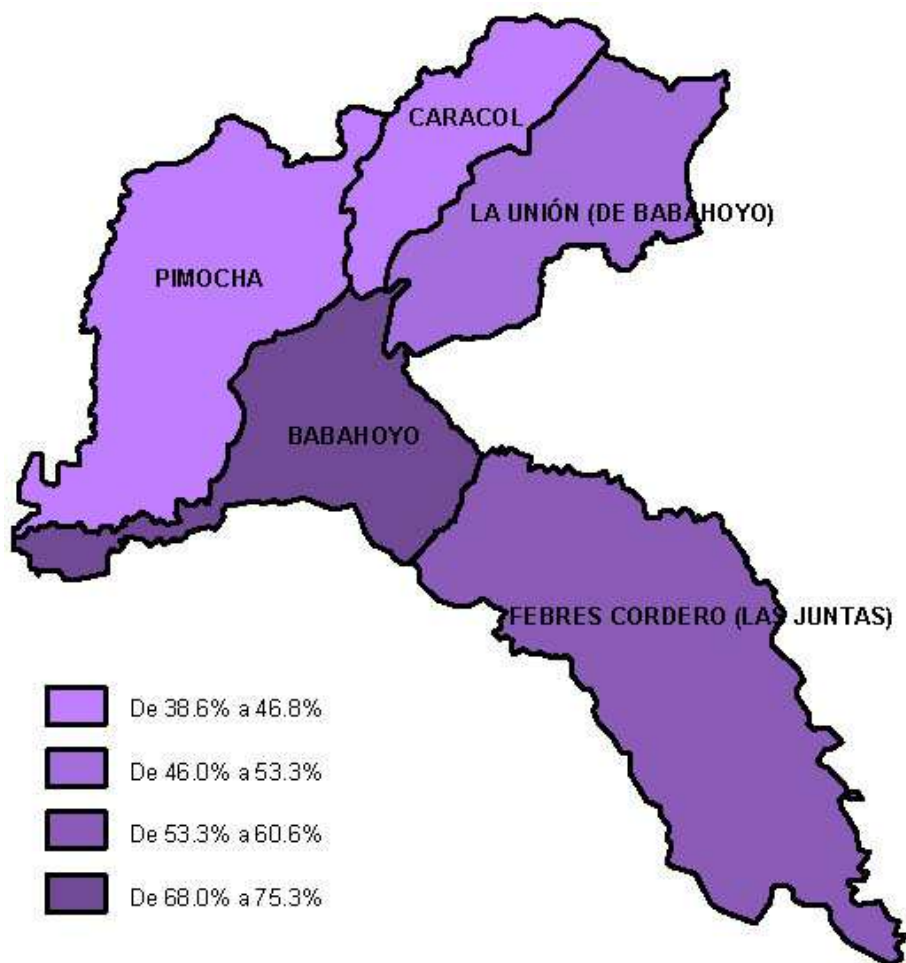 CARACOL
LA UNIÓN (DE BABAHOYO)
PIMOCHA
BABAHOYO
FEBRES CORDERO (LAS JUNTAS)
De 38.6% a 46.8%
De 46.0% a 53.3%
De 53.3% a 60.6%
De 68.0% a 75.3%